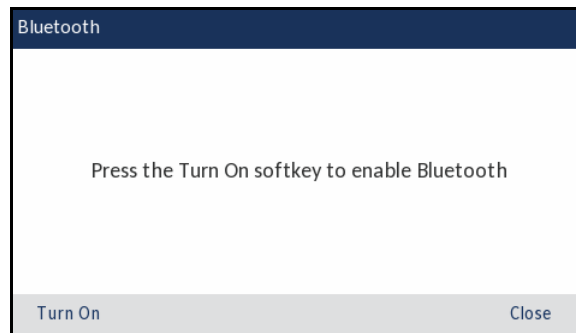 Bluetooth
Press the Turn On softkey to enable Bluetooth
Turn On Close